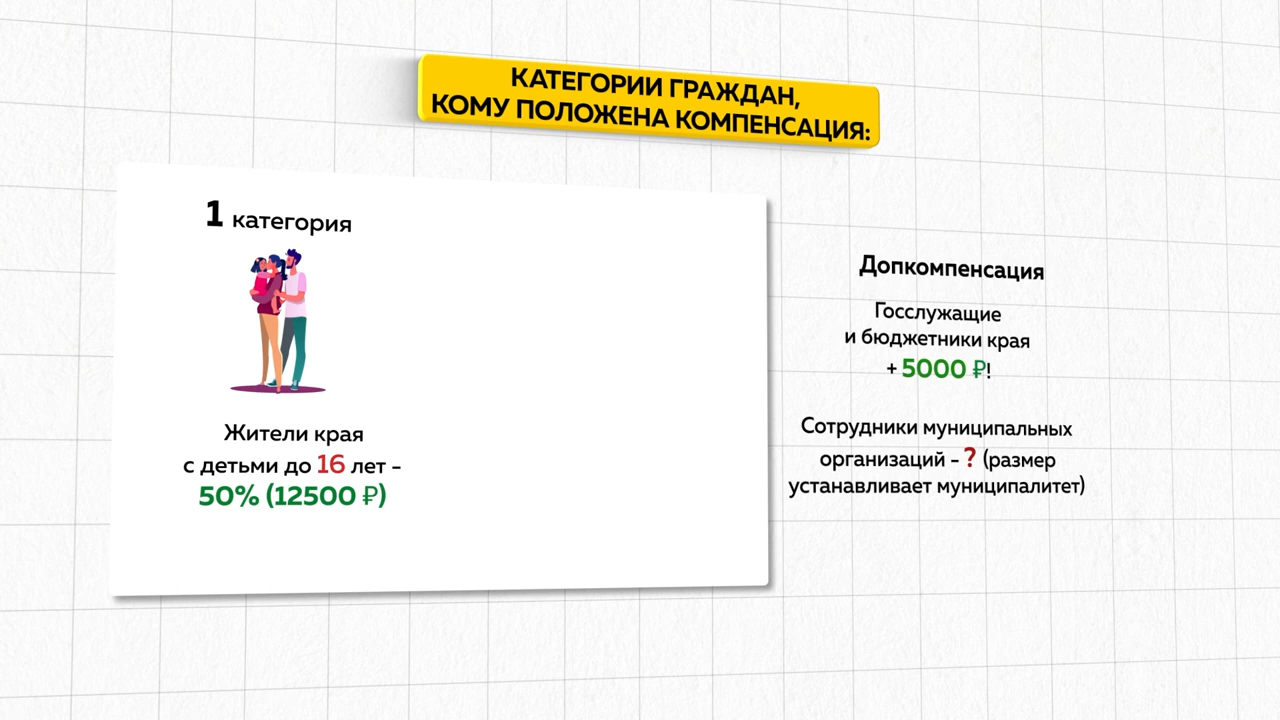 КАТЕГОРИИ ГРАЖДАН,
КОМУ ПОЛОЖЕНА КОМПЕНСАЦИЯ:
1 категория
Жители края
с детьми до 16 лет -
50% (12500 ₽)
Допкомпенсация
Госслужащие
и бюджетники края
+ 5000 ₽!
Сотрудники муниципальных
организаций - ? (размер
устанавливает муниципалитет)